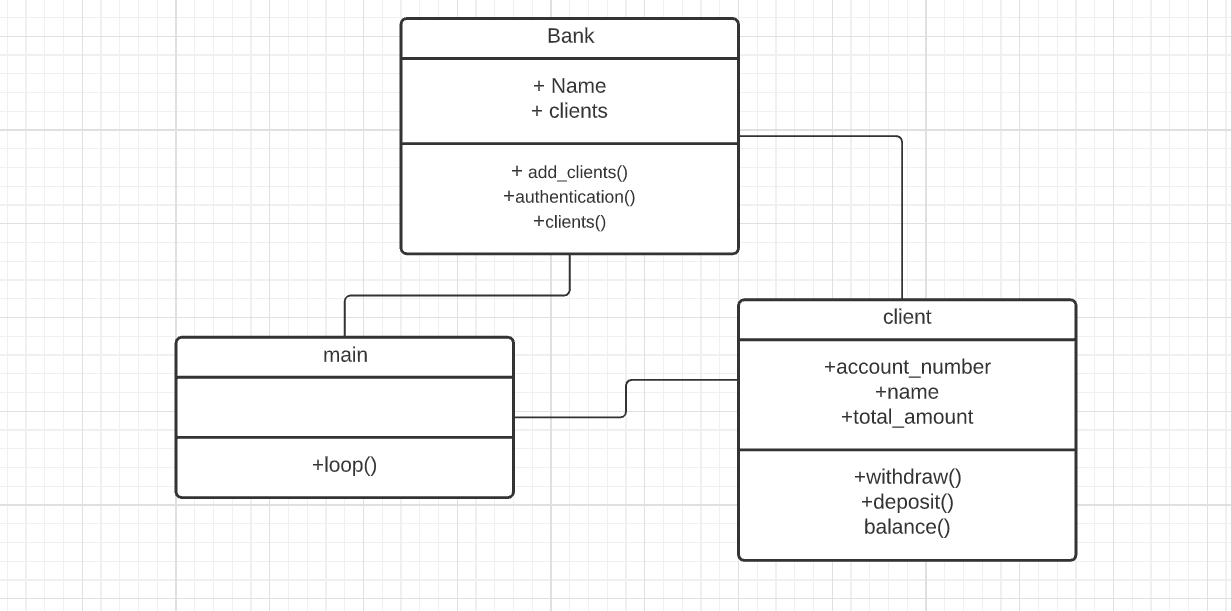 Bank
+ Name
+ clients
+ add_clients()
+authentication()
+clients()
main
+loop()
client
+account_number
+name
+total_amount
+withdraw()
+deposit()
balance()